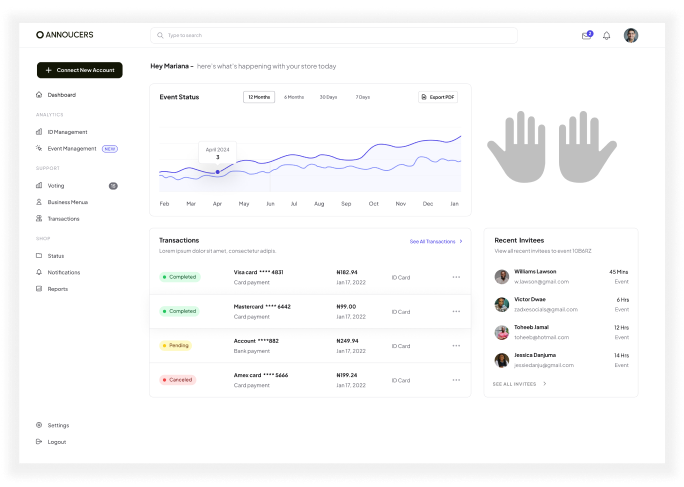 ANNOUCERS
Type to search
2
Connect New Account
Hey Mariana - here's what's happening with your store today
Dashboard
Event Status
12 Months
6 Months
30 Days
7 Days
Export PDF
ANALYTICS
ID Management
Event Management NEW
SUPPORT
Voting
Business Menua
Transactions
SHOP
Status
Notifications
Reports
Settings
Logout
April 2024
3
Feb Mar Apr May Jun Jul Aug Sep Oct Nov Dec Jan
Transactions
See All Transactions >
Lorem ipsum dolor sit amet, consectetur adipis.
Completed
Visa card **** 4831
Card payment
₦182.94
Jan 17, 2022
ID Card
Completed
Mastercard **** 6442
Card payment
₦99.00
Jan 17, 2022
ID Card
Pending
Account ****882
Bank payment
₦249.94
Jan 17, 2022
ID Card
Canceled
Amex card **** 5666
Card payment
₦199.24
Jan 17, 2022
ID Card
Recent Invitees
View all recent invitees to event 1GB6RZ
Williams Lawson
w.lawson@gmail.com
45 Mins
Event
Victor Dwae
zadxesocials@gmail.com
6 Hrs
Event
Toheeb Jamal
toheeb@hotmail.com
12 Hrs
Event
Jessica Danjuma
jessiedanju@gmail.com
14 Hrs
Event
SEE ALL INVITEES >